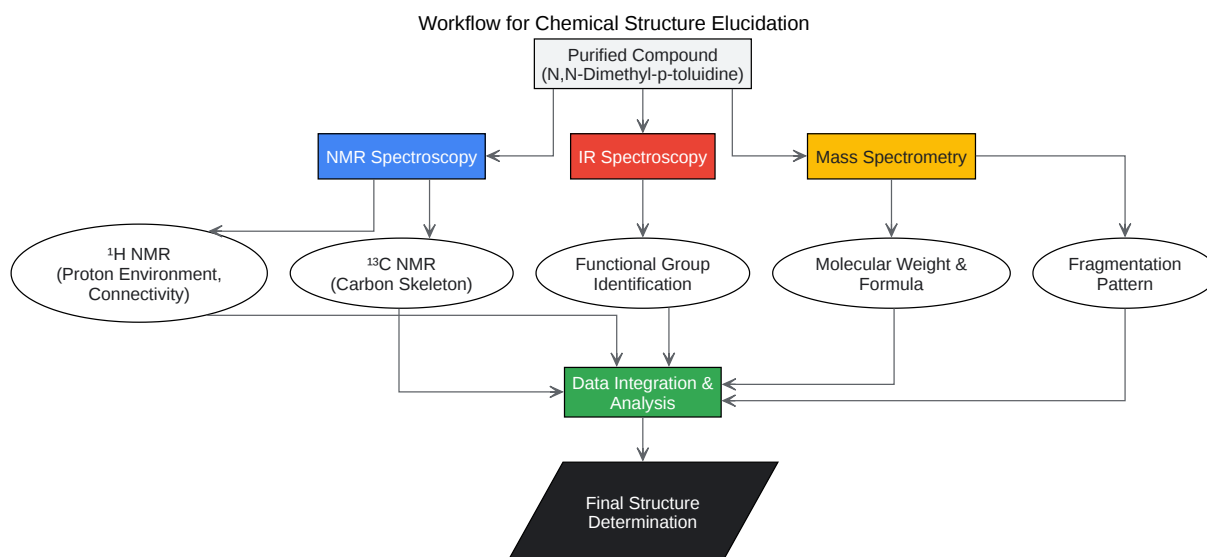 Workflow for Chemical Structure Elucidation
Purified Compound
(N,N-Dimethyl-p-toluidine)
NMR Spectroscopy
IR Spectroscopy
Mass Spectrometry
¹H NMR
(Proton Environment,
Connectivity)
¹³C NMR
(Carbon Skeleton)
Functional Group
Identification
Molecular Weight &
Formula
Fragmentation
Pattern
Data Integration &
Analysis
Final Structure
Determination